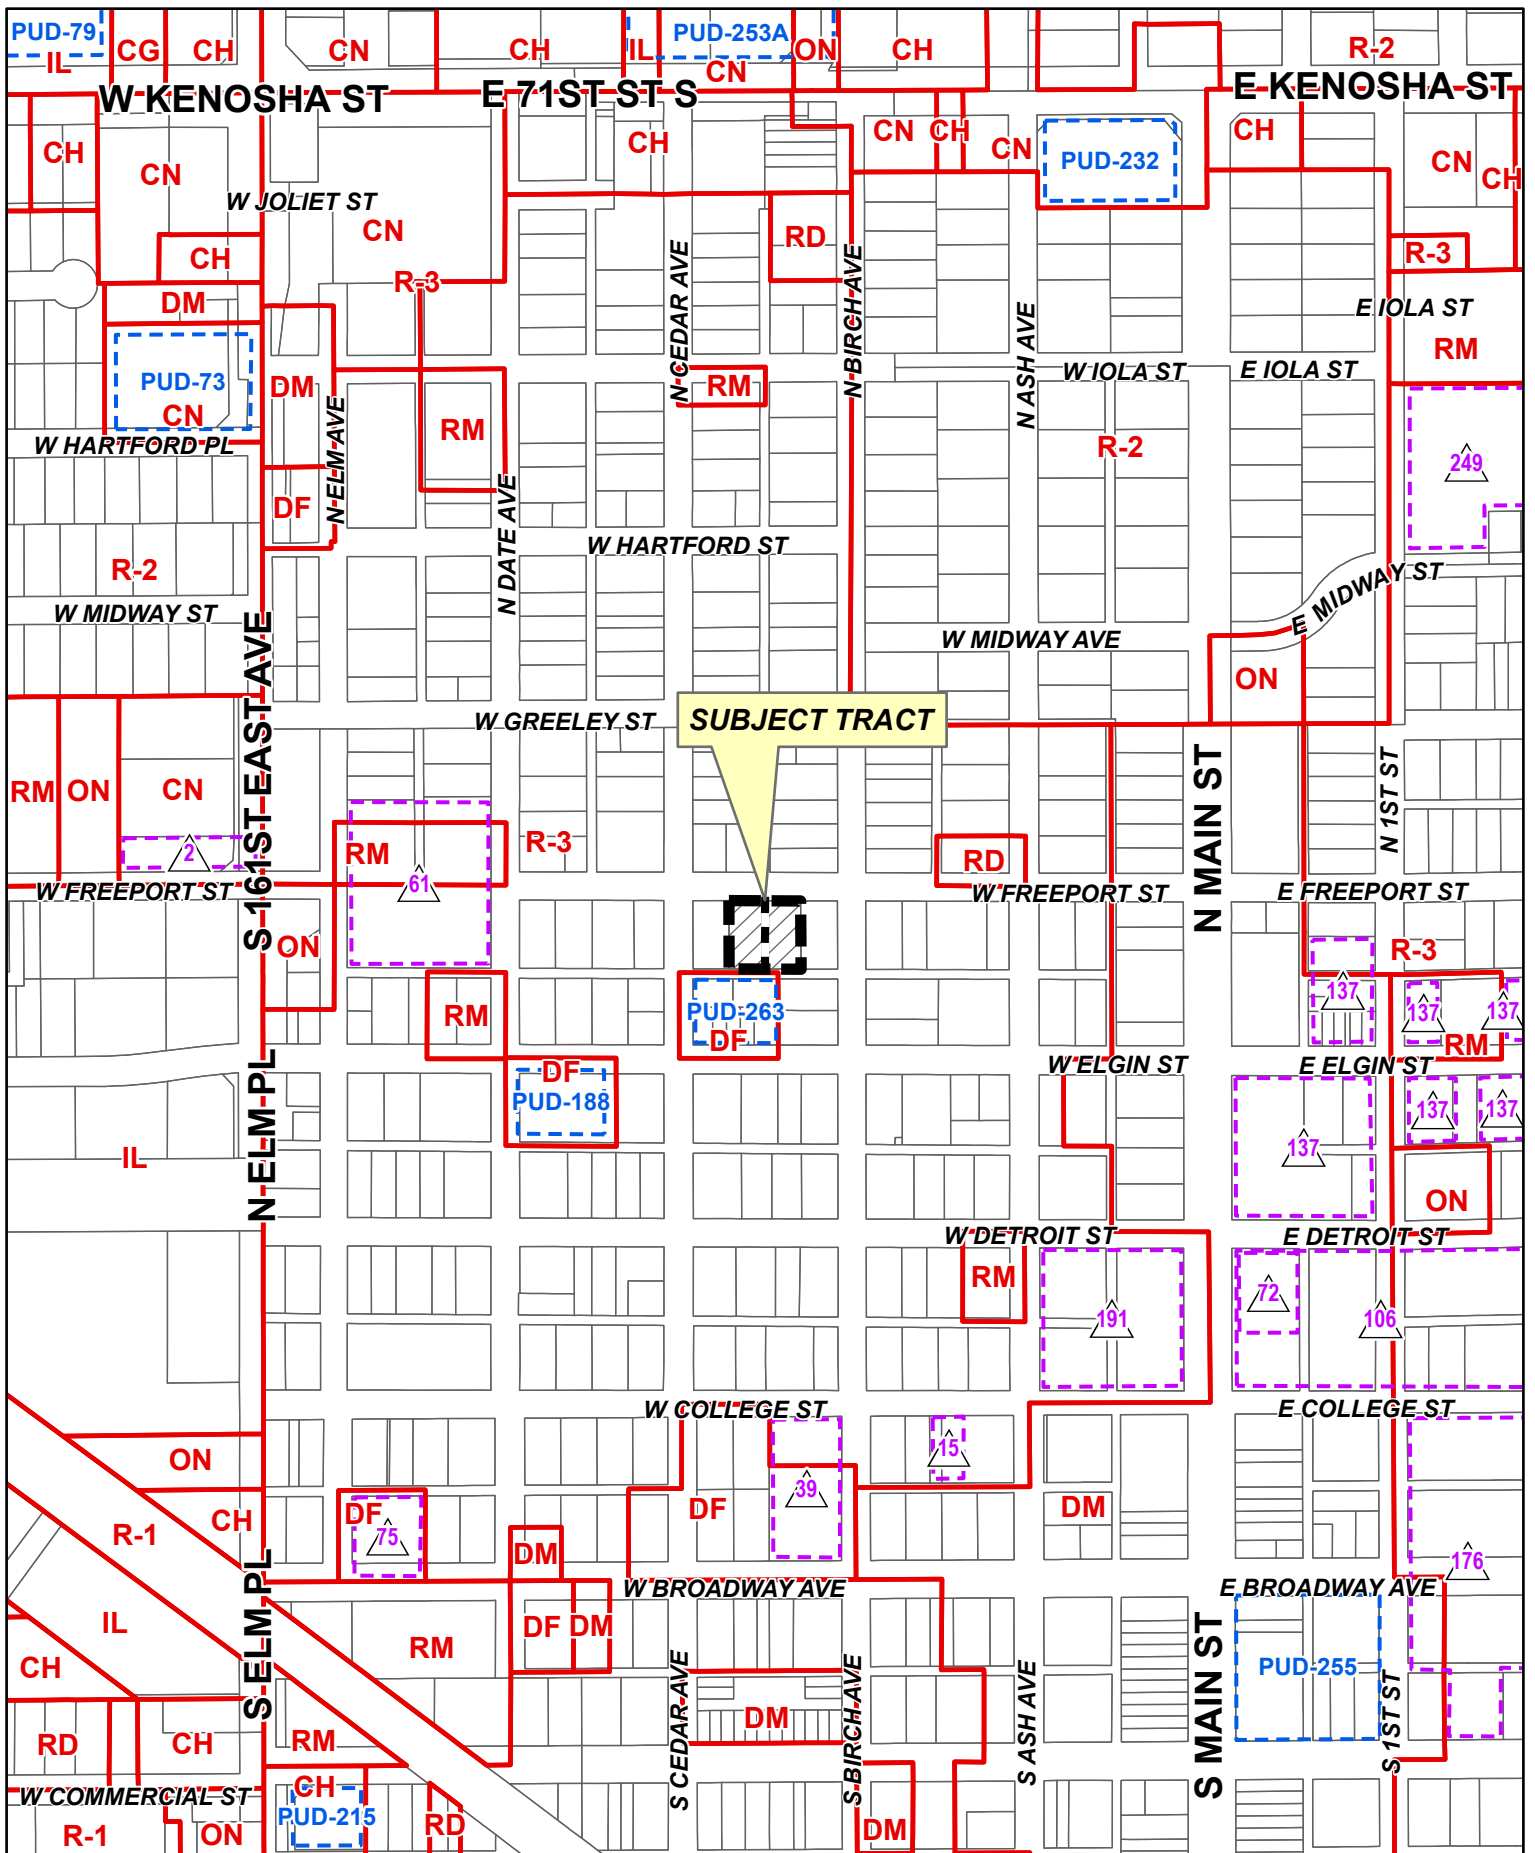 PUD-79
IL
CG
CH
CN
CH
IL
PUD-253A
CN
ON
CH
R-2
W KENOSHA ST
E 71ST ST S
E KENOSHA ST
CH
CN
CH
CN
CH
CN
PUD-232
CH
CN
CH
W JOLIET ST
CN
CH
RD
R-3
R-3
DM
N CEDAR AVE
N BIRCH AVE
N ASH AVE
E IOLA ST
RM
PUD-73
CN
DM
RM
W IOLA ST
E IOLA ST
N ELM AVE
RM
R-2
W HARTFORD PL
249
DF
N DATE AVE
W HARTFORD ST
R-2
E MIDWAY ST
W MIDWAY ST
W MIDWAY AVE
S 161ST EAST AVE
ON
W GREELEY ST
SUBJECT TRACT
RM
ON
CN
N MAIN ST
N 1ST ST
2
RM
R-3
RD
61
W FREEPORT ST
W FREEPORT ST
E FREEPORT ST
ON
R-3
RM
PUD-263
DF
137
137
137
RM
W ELGIN ST
E ELGIN ST
DF
PUD-188
137
137
137
N ELM PL
IL
ON
W DETROIT ST
E DETROIT ST
RM
72
191
106
W COLLEGE ST
E COLLEGE ST
ON
15
39
CH
DF
75
DF
DM
R-1
DM
176
S ELM PL
W BROADWAY AVE
E BROADWAY AVE
IL
DF
DM
RM
CH
PUD-255
S CEDAR AVE
S BIRCH AVE
S ASH AVE
S MAIN ST
S 1ST ST
RD
CH
RM
DM
W COMMERCIAL ST
CH
PUD-215
R-1
ON
RD
DM